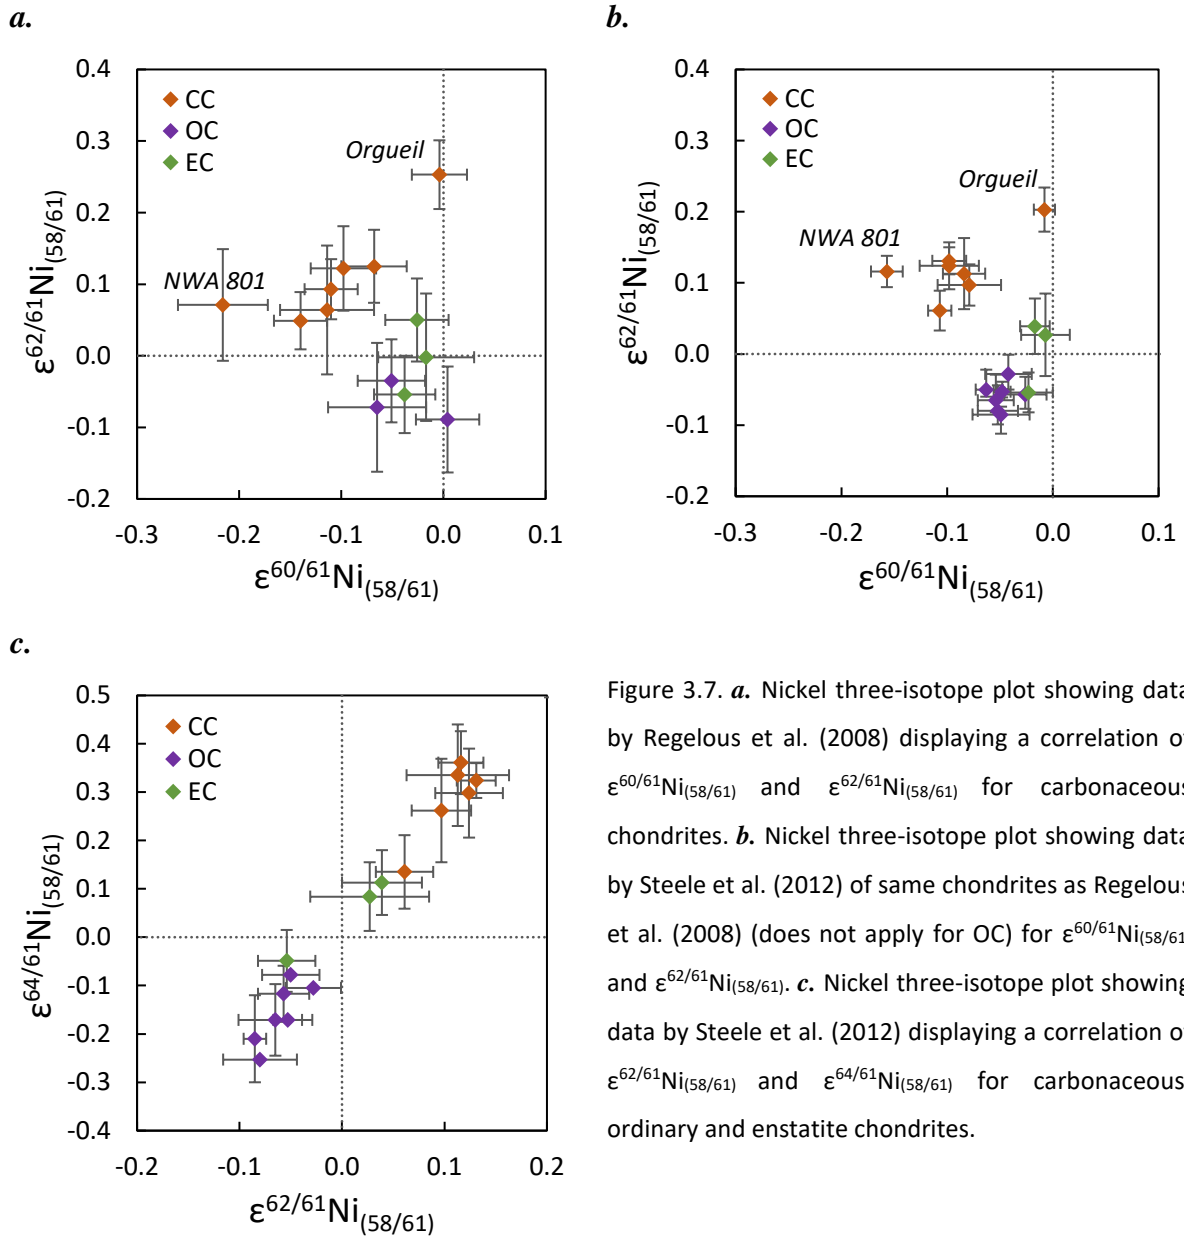 a.
0.4
0.3
0.2
0.1
0.0
-0.1
-0.2
-0.3
-0.2
-0.1
0.0
0.1
CC
OC
EC
Orgueil
NWA 801
ε62/61Ni(58/61)
ε60/61Ni(58/61)
b.
0.4
0.3
0.2
0.1
0.0
-0.1
-0.2
-0.3
-0.2
-0.1
0.0
0.1
CC
OC
EC
Orgueil
NWA 801
ε62/61Ni(58/61)
ε60/61Ni(58/61)
c.
0.5
0.4
0.3
0.2
0.1
0.0
-0.1
-0.2
-0.3
-0.4
-0.2
-0.1
0.0
0.1
0.2
CC
OC
EC
ε64/61Ni(58/61)
ε62/61Ni(58/61)
Figure 3.7. a. Nickel three-isotope plot showing data
by Regelous et al. (2008) displaying a correlation o
ε60/61Ni(58/61) and ε62/61Ni(58/61) for carbonaceous
chondrites. b. Nickel three-isotope plot showing data
by Steele et al. (2012) of same chondrites as Regelous
et al. (2008) (does not apply for OC) for ε60/61Ni(58/61
and ε62/61Ni(58/61). c. Nickel three-isotope plot showing
data by Steele et al. (2012) displaying a correlation o
ε62/61Ni(58/61) and ε64/61Ni(58/61) for carbonaceous
ordinary and enstatite chondrites.